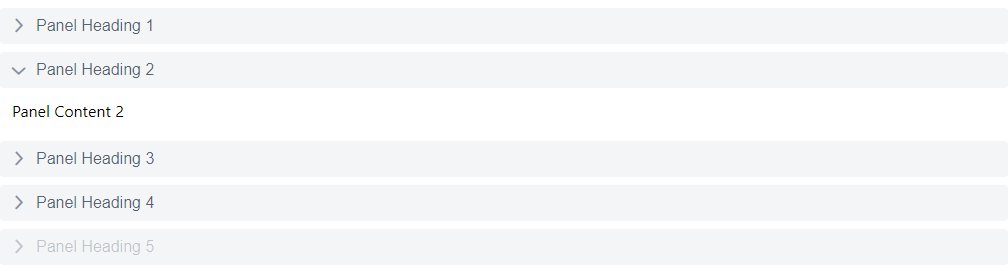 Panel Heading 1
Panel Heading 2
Panel Content 2
Panel Heading 3
Panel Heading 4
Panel Heading 5